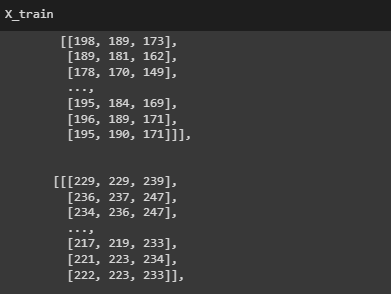 X_train
[[198, 189, 173],
[189, 181, 162],
[178, 170, 149],
...,
[195, 184, 169],
[196, 189, 171],
[195, 190, 171]]],
[[[229, 229, 239],
[236, 237, 247],
[234, 236, 247],
...,
[217, 219, 233],
[221, 223, 234],
[222, 223, 233]],